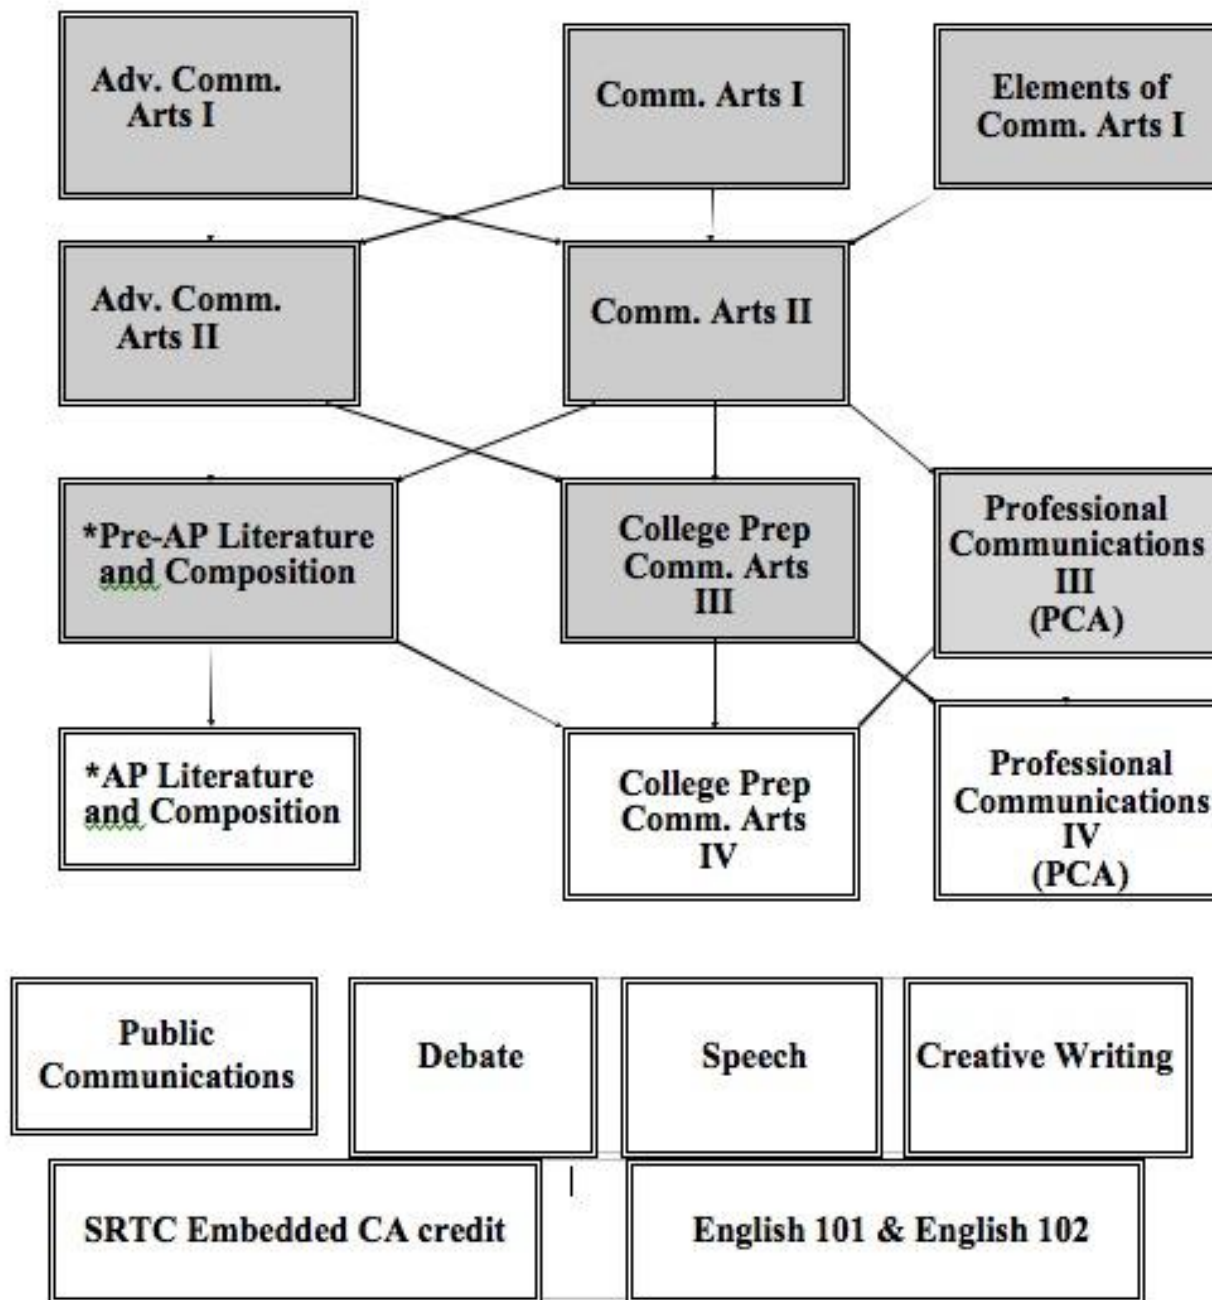 Adv. Comm.
Arts I
Comm. Arts I
Elements of
Comm. Arts I
Adv. Comm.
Arts II
Comm. Arts II
*Pre-AP Literature
and Composition
College Prep
Comm. Arts
III
Professional
Communications
III
(PCA)
*AP Literature
and Composition
College Prep
Comm. Arts
IV
Professional
Communications
IV
(PCA)
Public
Communications
Debate
Speech
Creative Writing
SRTC Embedded CA credit
English 101 & English 102